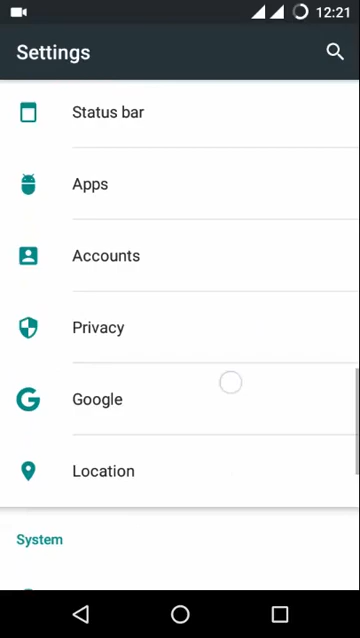 12:21
Settings
Status bar
Apps
Accounts
Privacy
Google
Location
System